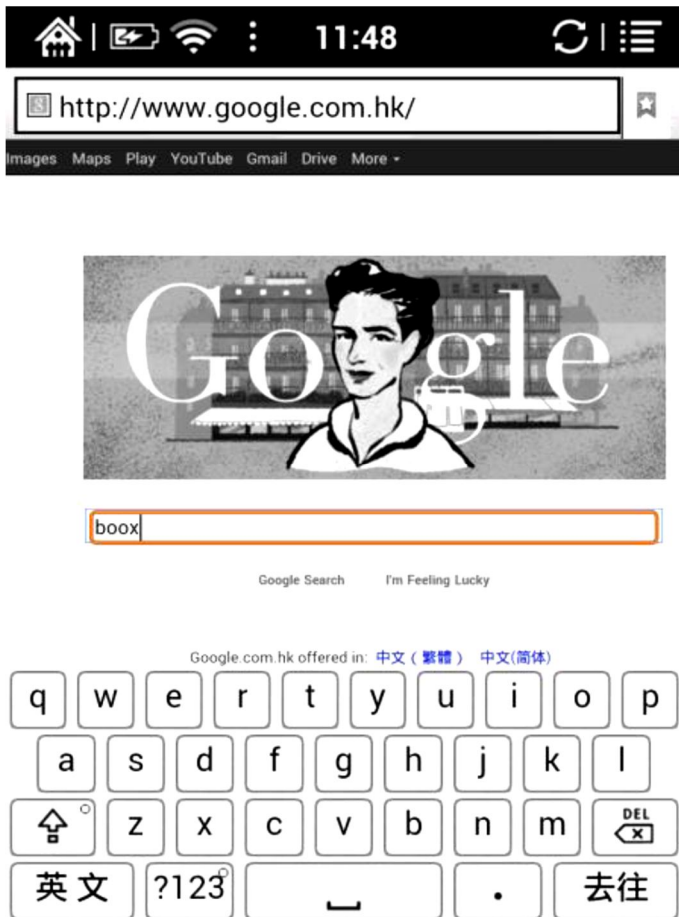 11:48
http://www.google.com.hk/
Images Maps Play YouTube Gmail Drive More
Google
boox
Google Search I'm Feeling Lucky
Google.com.hk offered in: 中文 ( 繁體 ) 中文(简体)
q w e r t y u i o p
a s d f g h j k l
z x c v b n m DEL
英文 ?123 . 去往